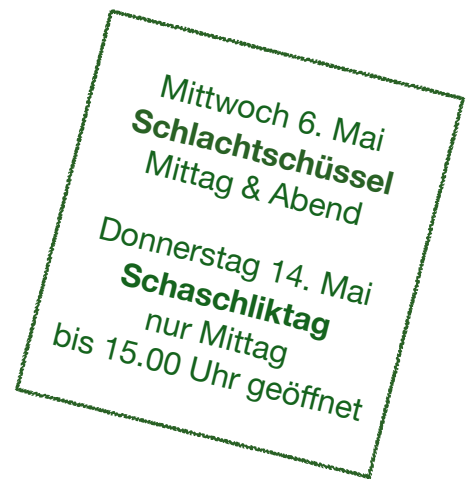 Mittwoch 6. Mai
Schlachtschüssel
Mittag & Abend
Donnerstag 14. Mai
Schaschliktag
nur Mittag
bis 15.00 Uhr geöffnet